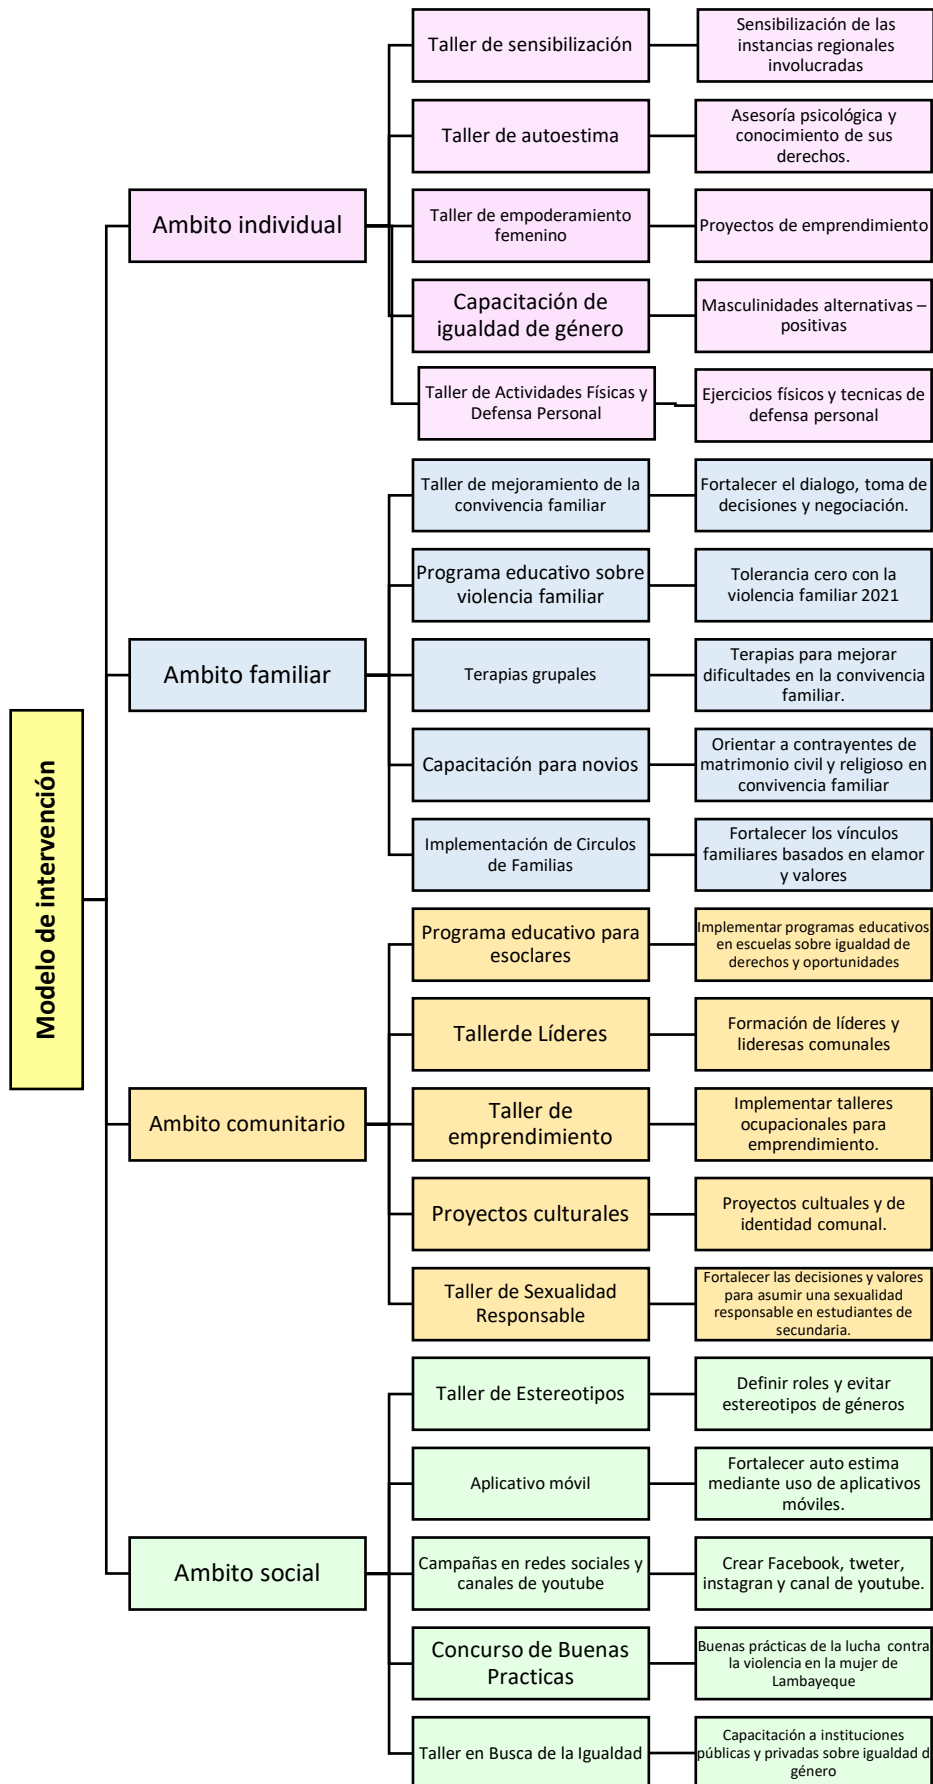 Modelo de intervención
Ambito individual
Taller de sensibilización
Sensibilización de las
instancias regionales
involucradas
Taller de autoestima
Asesoría psicológica y
conocimiento de sus
derechos.
Taller de empoderamiento
femenino
Proyectos de emprendimiento
Capacitación de
igualdad de género
Masculinidades alternativas –
positivas
Taller de Actividades Físicas y
Defensa Personal
Ejercicios físicos y tecnicas de
defensa personal
Ambito familiar
Taller de mejoramiento de la
convivencia familiar
Fortalecer el dialogo, toma de
decisiones y negociación.
Programa educativo sobre
violencia familiar
Tolerancia cero con la
violencia familiar 2021
Terapias grupales
Terapias para mejorar
dificultades en la convivencia
familiar.
Capacitación para novios
Orientar a contrayentes de
matrimonio civil y religioso en
convivencia familiar
Implementación de Circulos
de Familias
Fortalecer los vínculos
familiares basados en elamor
y valores
Ambito comunitario
Programa educativo para
esoclares
Implementar programas educativos
en escuelas sobre igualdad de
derechos y oportunidades
Tallerde Líderes
Formación de líderes y
lideresas comunales
Taller de
emprendimiento
Implementar talleres
ocupacionales para
emprendimiento.
Proyectos culturales
Proyectos cultuales y de
identidad comunal.
Taller de Sexualidad
Responsable
Fortalecer las decisiones y valores
para asumir una sexualidad
responsable en estudiantes de
secundaria.
Ambito social
Taller de Estereotipos
Definir roles y evitar
estereotipos de géneros
Aplicativo móvil
Fortalecer auto estima
mediante uso de aplicativos
móviles.
Campañas en redes sociales y
canales de youtube
Crear Facebook, tweter,
instagran y canal de youtube.
Concurso de Buenas
Practicas
Buenas prácticas de la lucha contra
la violencia en la mujer de
Lambayeque
Taller en Busca de la Igualdad
Capacitación a instituciones
públicas y privadas sobre igualdad d
género